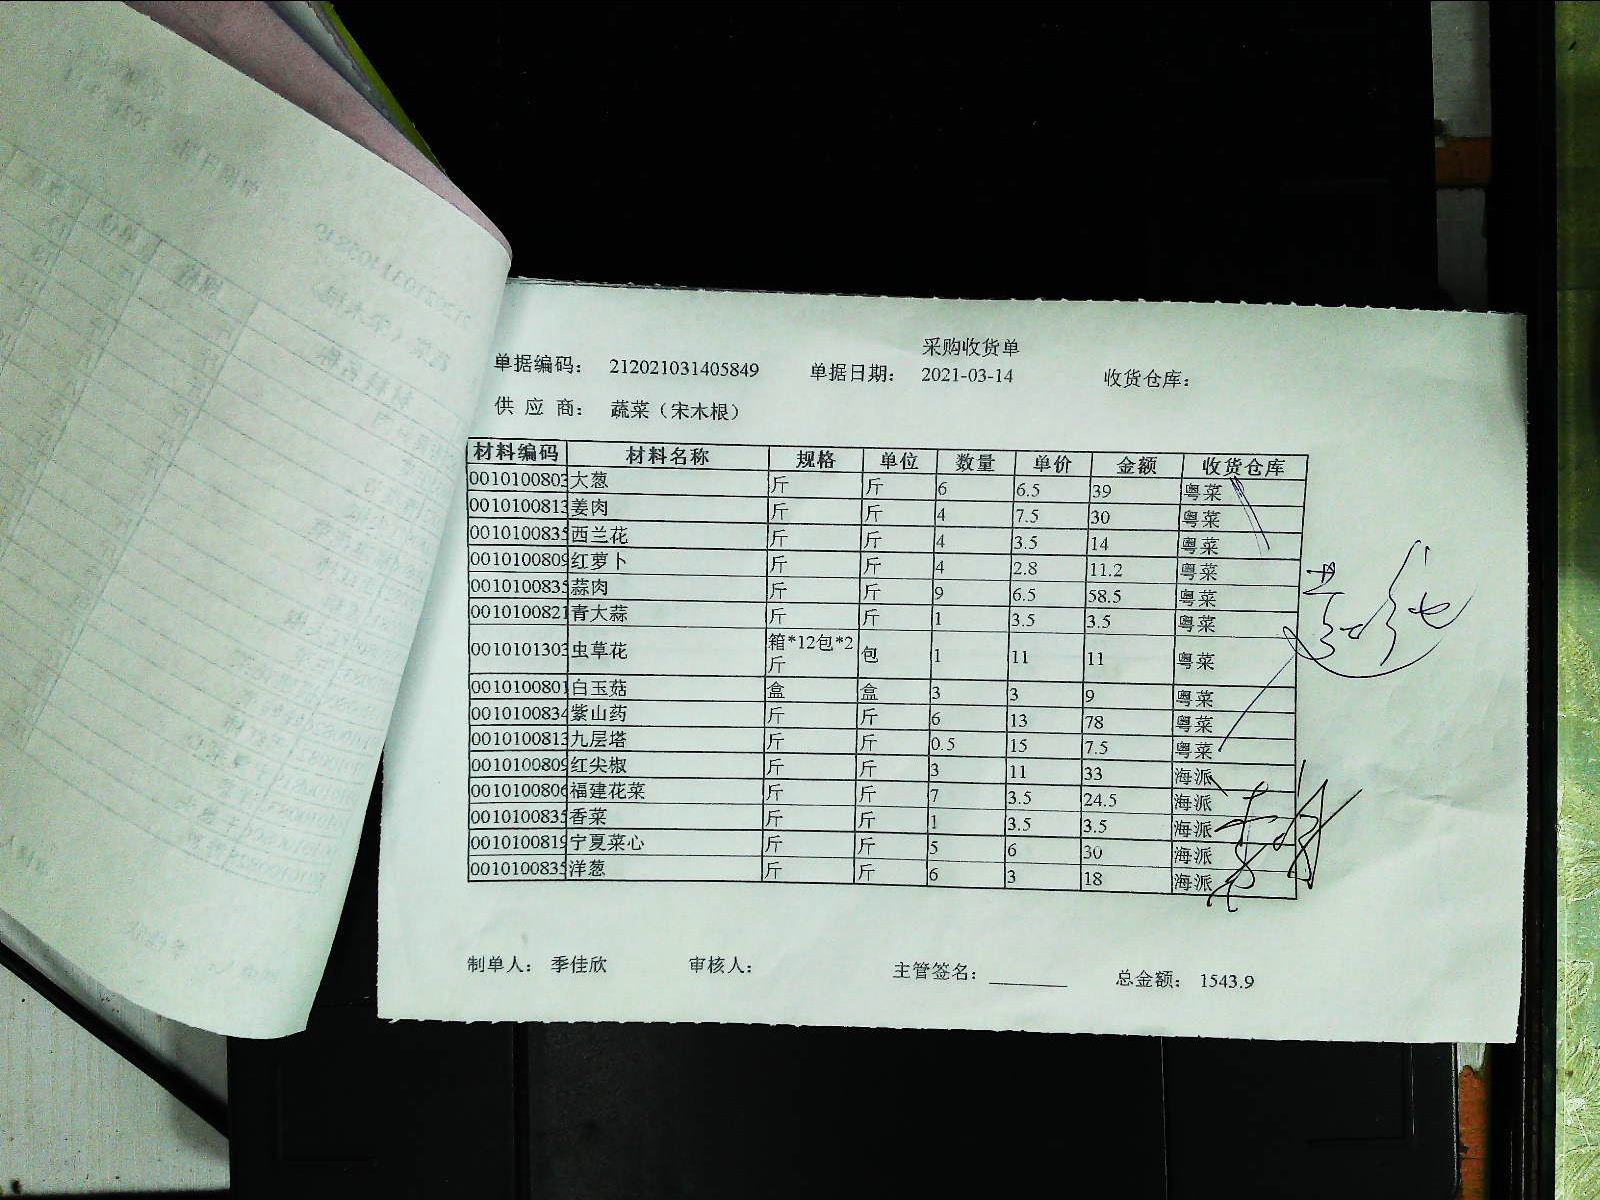 采购收货单
单据编码： 212021031405849 单据日期： 2021-03-14 收货仓库：
供 应 商： 蔬菜（宋木根）
材料编码 材料名称 规格 单位 数量 单价 金额 收货仓库
0010100803 大葱 斤 斤 6 6.5 39 粤菜
0010100813 姜肉 斤 斤 4 7.5 30 粤菜
0010100835 西兰花 斤 斤 4 3.5 14 粤菜
0010100809 红萝卜 斤 斤 4 2.8 11.2 粤菜
0010100835 蒜肉 斤 斤 9 6.5 58.5 粤菜
0010100821 青大蒜 斤 斤 1 3.5 3.5 粤菜
0010101303 虫草花 箱*12包*2斤 包 1 11 11 粤菜
0010100801 白玉菇 盒 盒 3 3 9 粤菜
0010100834 紫山药 斤 斤 6 13 78 粤菜
0010100813 九层塔 斤 斤 0.5 15 7.5 粤菜
0010100809 红尖椒 斤 斤 3 11 33 海派
0010100806 福建花菜 斤 斤 7 3.5 24.5 海派
0010100835 香菜 斤 斤 1 3.5 3.5 海派
0010100819 宁夏菜心 斤 斤 5 6 30 海派
0010100835 洋葱 斤 斤 6 3 18 海派
制单人： 季佳欣 审核人： 主管签名： 总金额： 1543.9